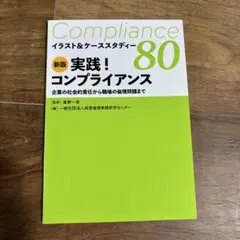 Compliance
イラスト&ケーススタディー
80
新版
実践！
コンプライアンス
企業の社会的責任から職場の倫理問題まで
一般社団法人経営倫理実践研究センター